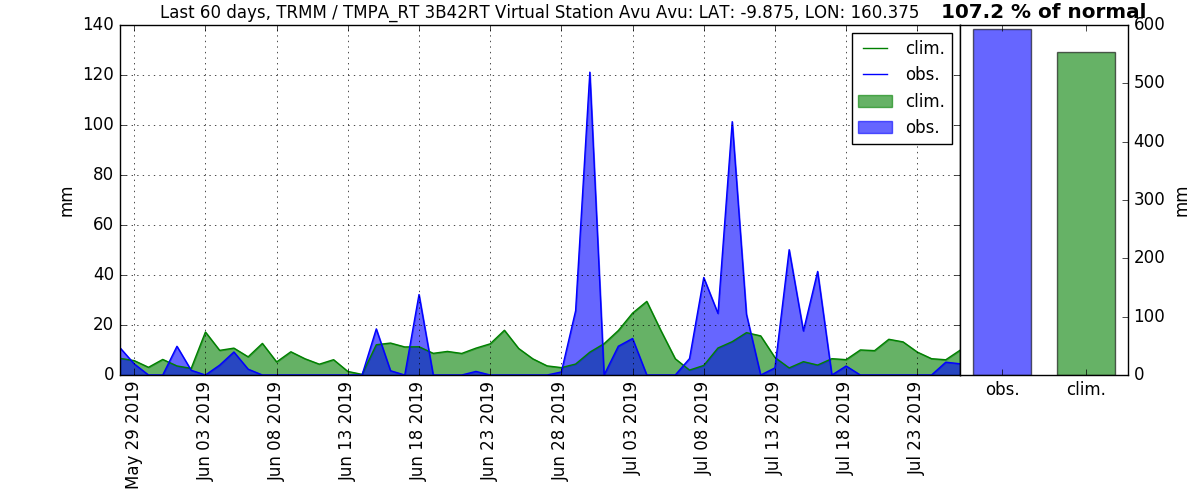 Last 60 days, TRMM / TMPA_RT 3B42RT Virtual Station Avu Avu: LAT: -9.875, LON: 160.375
107.2 % of normal
140
120
100
80
60
40
20
0
mm
clim.
obs.
clim.
obs.
600
500
400
300
200
100
0
mm
May 29 2019
Jun 03 2019
Jun 08 2019
Jun 13 2019
Jun 18 2019
Jun 23 2019
Jun 28 2019
Jul 03 2019
Jul 08 2019
Jul 13 2019
Jul 18 2019
Jul 23 2019
obs.
clim.